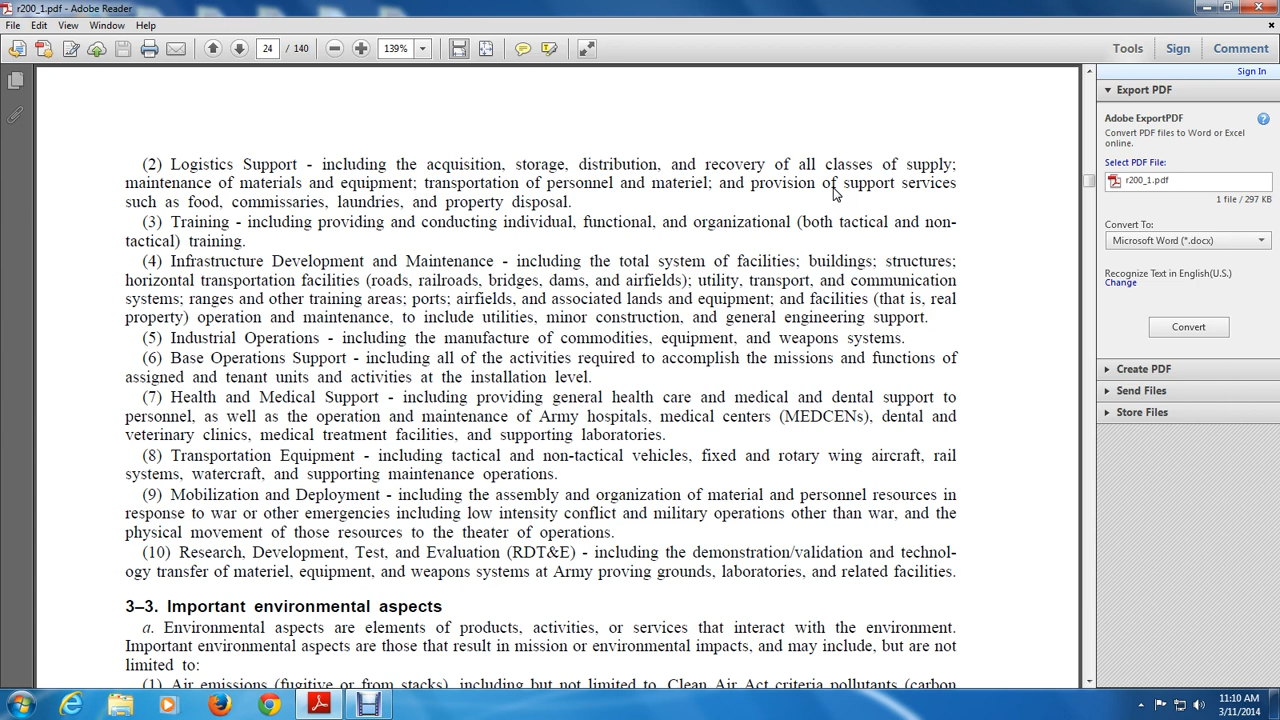 r200_1.pdf - Adobe Reader
File Edit View Window Help
24 / 140 139% Tools Sign Comment
Sign In
(2) Logistics Support - including the acquisition, storage, distribution, and recovery of all classes of supply;
maintenance of materials and equipment; transportation of personnel and materiel; and provision of support services
such as food, commissaries, laundries, and property disposal.
(3) Training - including providing and conducting individual, functional, and organizational (both tactical and non-
tactical) training.
(4) Infrastructure Development and Maintenance - including the total system of facilities; buildings; structures;
horizontal transportation facilities (roads, railroads, bridges, dams, and airfields); utility, transport, and communication
systems; ranges and other training areas; ports; airfields, and associated lands and equipment; and facilities (that is, real
property) operation and maintenance, to include utilities, minor construction, and general engineering support.
(5) Industrial Operations - including the manufacture of commodities, equipment, and weapons systems.
(6) Base Operations Support - including all of the activities required to accomplish the missions and functions of
assigned and tenant units and activities at the installation level.
(7) Health and Medical Support - including providing general health care and medical and dental support to
personnel, as well as the operation and maintenance of Army hospitals, medical centers (MEDCENs), dental and
veterinary clinics, medical treatment facilities, and supporting laboratories.
(8) Transportation Equipment - including tactical and non-tactical vehicles, fixed and rotary wing aircraft, rail
systems, watercraft, and supporting maintenance operations.
(9) Mobilization and Deployment - including the assembly and organization of material and personnel resources in
response to war or other emergencies including low intensity conflict and military operations other than war, and the
physical movement of those resources to the theater of operations.
(10) Research, Development, Test, and Evaluation (RDT&E) - including the demonstration/validation and technol-
ogy transfer of materiel, equipment, and weapons systems at Army proving grounds, laboratories, and related facilities.
3–3. Important environmental aspects
a. Environmental aspects are elements of products, activities, or services that interact with the environment.
Important environmental aspects are those that result in mission or environmental impacts, and may include, but are not
limited to:
(1) Air emissions (fugitive or from stacks), including but not limited to, Clean Air Act criteria pollutants (carbon
Export PDF
Adobe ExportPDF
Convert PDF files to Word or Excel
online.
Select PDF File:
r200_1.pdf
1 file / 297 KB
Convert To:
Microsoft Word (*.docx)
Recognize Text in English(U.S.)
Change
Convert
Create PDF
Send Files
Store Files
11:10 AM
3/11/2014